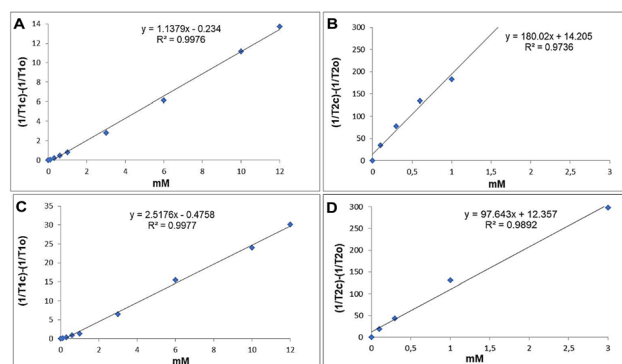 A
y = 1.1379x - 0.234
R² = 0.9976
(1/T1c)-(1/T1o)
14
12
10
8
6
4
2
0
0 2 4 6 8 10 12
mM
B
y = 180.02x + 14.205
R² = 0.9736
(1/T2c)-(1/T2o)
300
250
200
150
100
50
0
0 0,5 1 1,5 2 2,5 3
mM
C
y = 2.5176x - 0.4758
R² = 0.9977
(1/T1c)-(1/T1o)
35
30
25
20
15
10
5
0
0 2 4 6 8 10 12
mM
D
y = 97.643x + 12.357
R² = 0.9892
(1/T2c)-(1/T2o)
300
250
200
150
100
50
0
0 0,5 1 1,5 2 2,5 3
mM